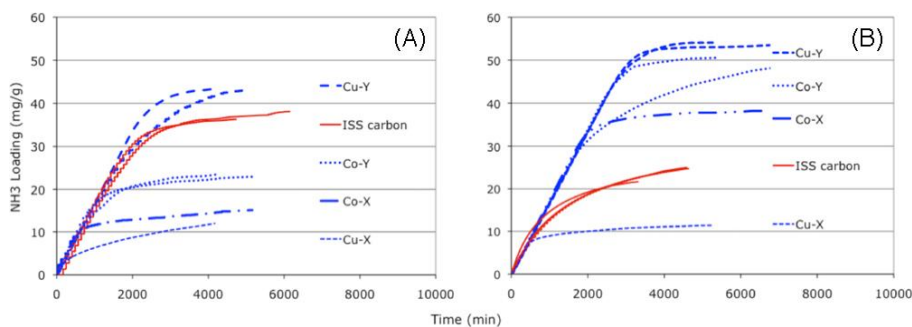 (A)
60
50
40
30
20
10
0
NH3 Loading (mg/g)
Cu-Y
ISS carbon
Co-Y
Co-X
Cu-X
0 2000 4000 6000 8000 10000
(B)
60
50
40
30
20
10
0
Cu-Y
Co-Y
Co-X
ISS carbon
Cu-X
0 2000 4000 6000 8000 10000
Time (min)